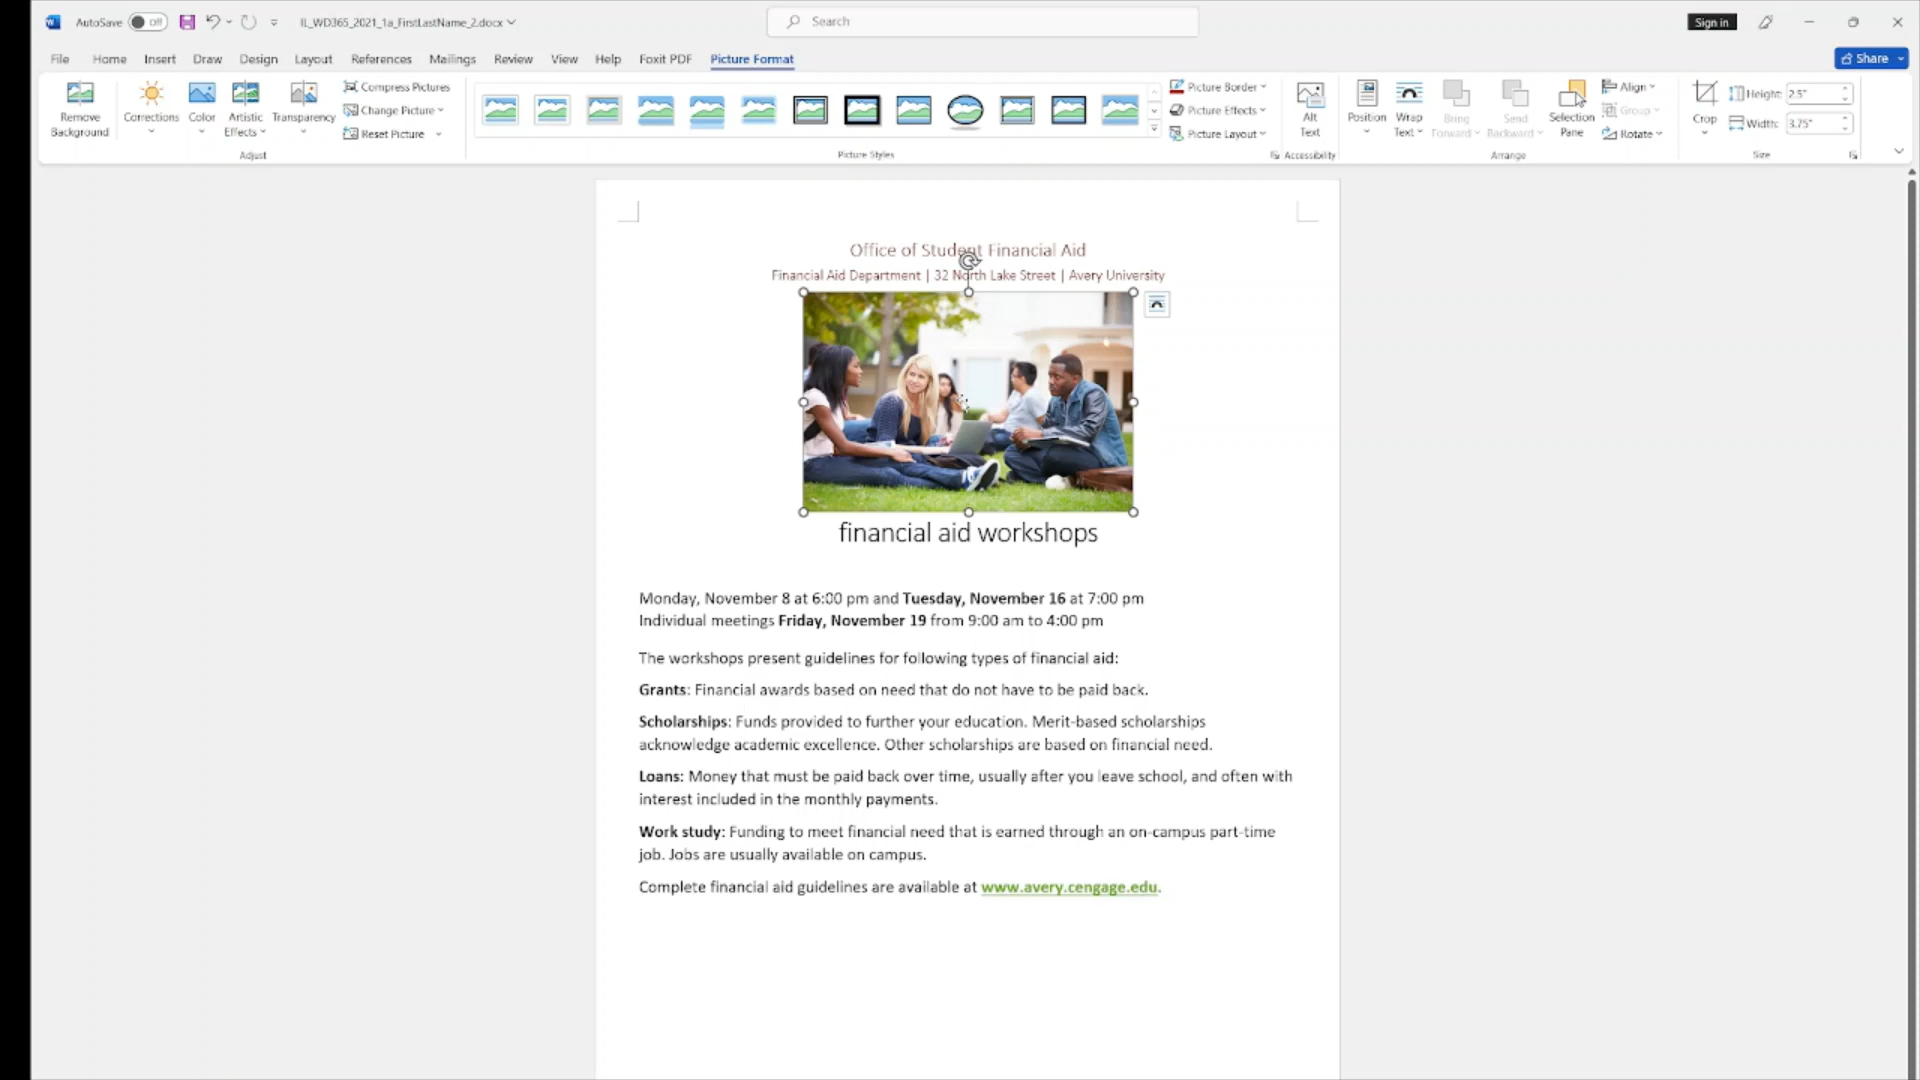 AutoSave Off IL_WD365_2021_1a_FirstLastName_2.docx Search Sign in
File Home Insert Draw Design Layout References Mailings Review View Help Foxit PDF Picture Format Share
Remove Background
Corrections
Color
Artistic Effects
Transparency
Compress Pictures
Change Picture
Reset Picture
Adjust
Picture Styles
Picture Border
Picture Effects
Picture Layout
Alt Text
Accessibility
Position
Wrap Text
Bring Forward
Send Backward
Selection Pane
Align
Group
Rotate
Arrange
Crop
Height: 2.5"
Width: 3.75"
Size
Office of Student Financial Aid
Financial Aid Department | 32 North Lake Street | Avery University
financial aid workshops
Monday, November 8 at 6:00 pm and Tuesday, November 16 at 7:00 pm
Individual meetings Friday, November 19 from 9:00 am to 4:00 pm
The workshops present guidelines for following types of financial aid:
Grants: Financial awards based on need that do not have to be paid back.
Scholarships: Funds provided to further your education. Merit-based scholarships
acknowledge academic excellence. Other scholarships are based on financial need.
Loans: Money that must be paid back over time, usually after you leave school, and often with
interest included in the monthly payments.
Work study: Funding to meet financial need that is earned through an on-campus part-time
job. Jobs are usually available on campus.
Complete financial aid guidelines are available at www.avery.cengage.edu.